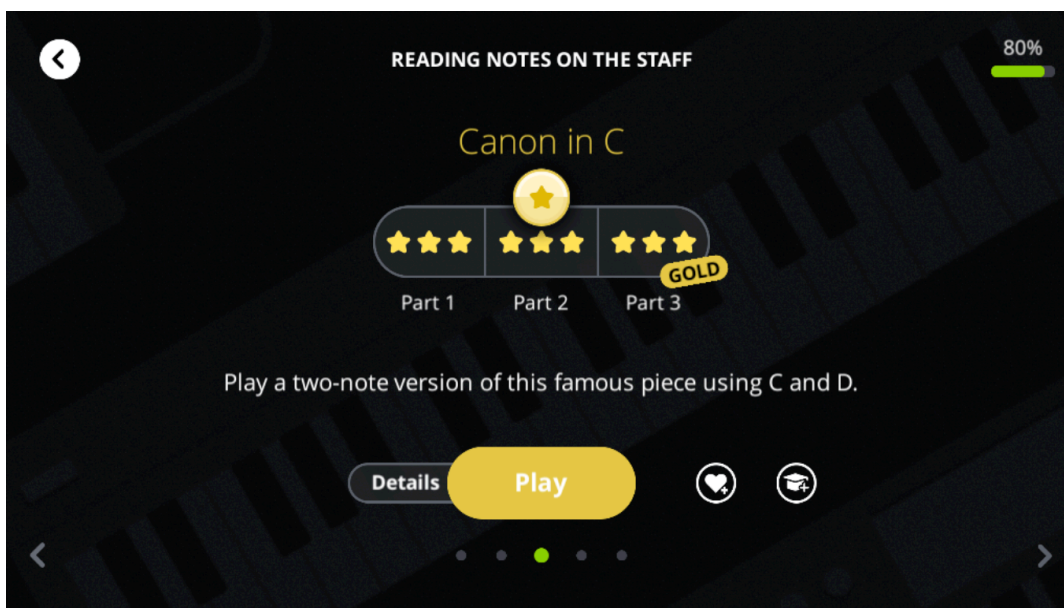 READING NOTES ON THE STAFF
80%
Canon in C
GOLD
Part 1
Part 2
Part 3
Play a two-note version of this famous piece using C and D.
Details
Play